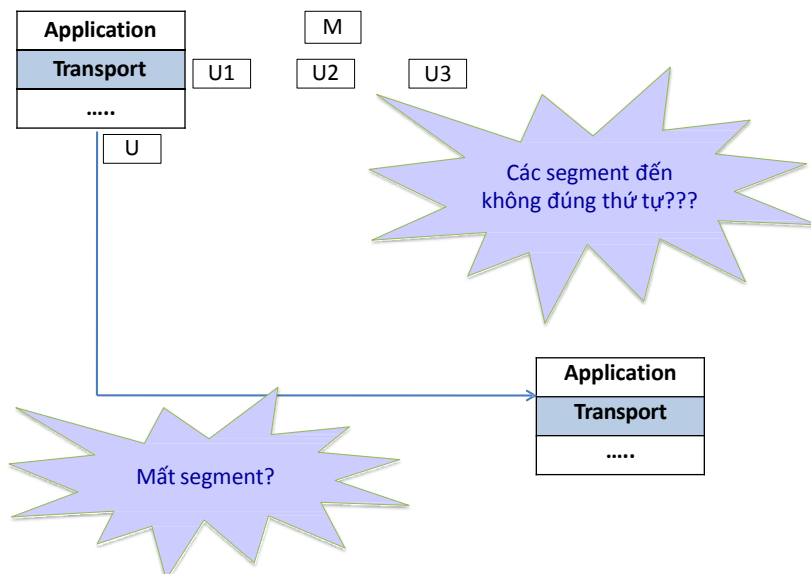 Application
M
Transport
U1
U2
U3
.....
U
Các segment đến
không đúng thứ tự???
Application
Transport
.....
Mất segment?